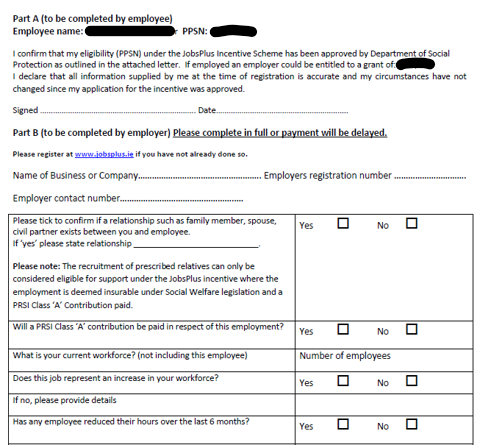 Part A (to be completed by employee)
Employee name: r PPSN:
I confirm that my eligibility (PPSN) under the JobsPlus Incentive Scheme has been approved by Department of Social
Protection as outlined in the attached letter. If employed an employer could be entitled to a grant of:
I declare that all information supplied by me at the time of registration is accurate and my circumstances have not
changed since my application for the incentive was approved.
Signed ................................................................. Date.......................................................
Part B (to be completed by employer) Please complete in full or payment will be delayed.
Please register at www.jobsplus.ie if you have not already done so.
Name of Business or Company................................................... Employers registration number ..............................
Employer contact number...................................................
Please tick to confirm if a relationship such as family member, spouse,
civil partner exists between you and employee.
If 'yes' please state relationship ______________________.
Yes No
Please note: The recruitment of prescribed relatives can only be
considered eligible for support under the JobsPlus incentive where the
employment is deemed insurable under Social Welfare legislation and a
PRSI Class 'A' Contribution paid.
Will a PRSI Class 'A' contribution be paid in respect of this employment?
Yes No
What is your current workforce? (not including this employee) Number of employees
Does this job represent an increase in your workforce?
Yes No
If no, please provide details
Has any employee reduced their hours over the last 6 months?
Yes No